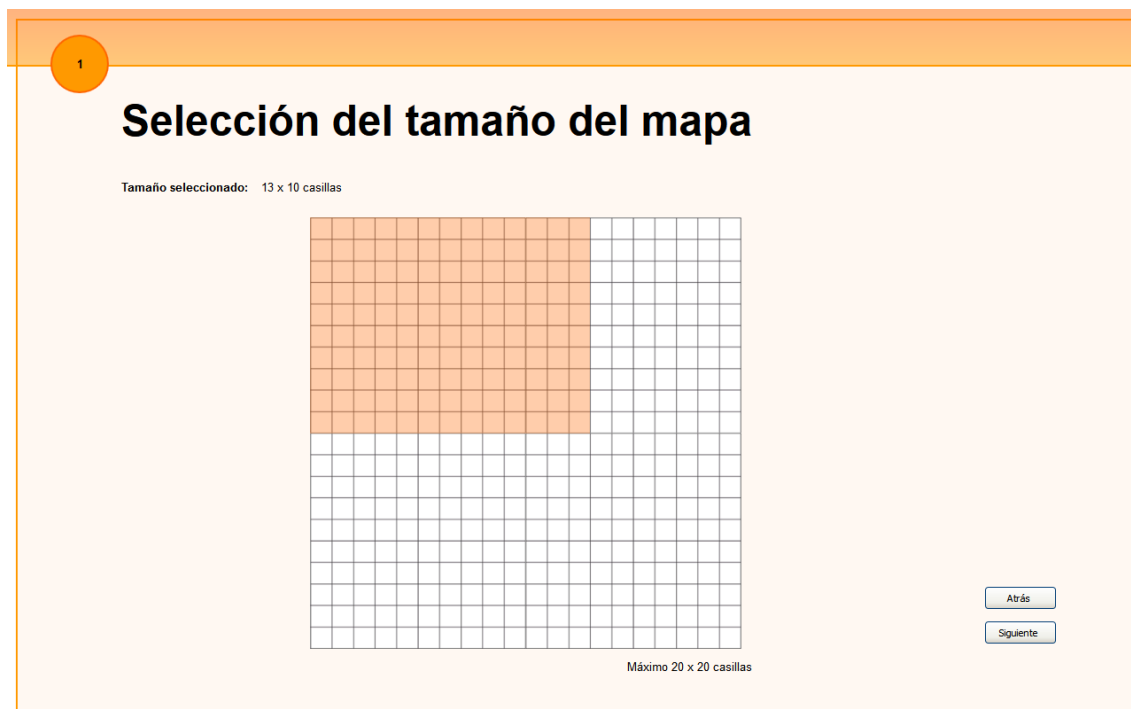 1
Selección del tamaño del mapa
Tamaño seleccionado: 13 x 10 casillas
Atrás
Siguiente
Máximo 20 x 20 casillas